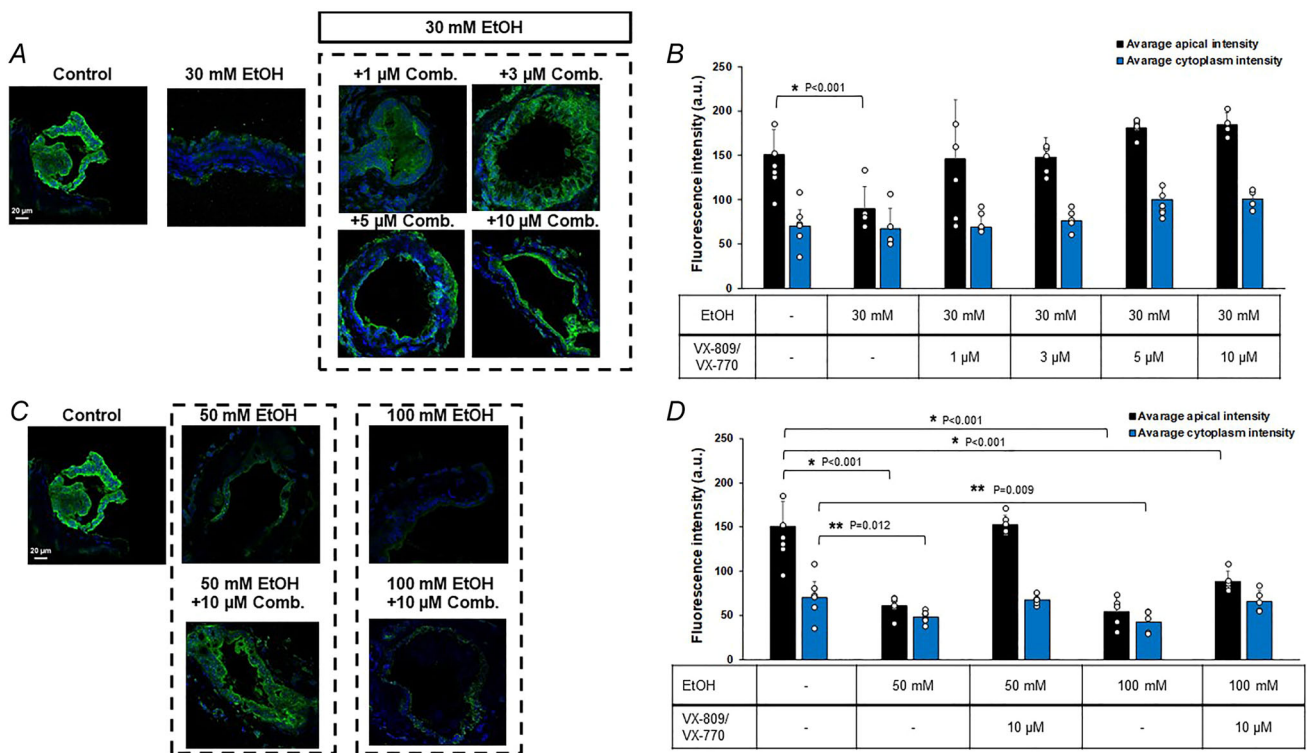 A
30 mM EtOH
Control
30 mM EtOH
+1 µM Comb.
+3 µM Comb.
20 µm
+5 µM Comb.
+10 µM Comb.
B
Avarage apical intensity
Avarage cytoplasm intensity
* P<0.001
Fluorescence intensity (a.u.)
250
200
150
100
50
0
EtOH - 30 mM 30 mM 30 mM 30 mM 30 mM
VX-809/
VX-770 - - 1 µM 3 µM 5 µM 10 µM
C
Control
50 mM EtOH
100 mM EtOH
20 µm
50 mM EtOH
+10 µM Comb.
100 mM EtOH
+10 µM Comb.
D
Avarage apical intensity
Avarage cytoplasm intensity
* P<0.001
* P<0.001
* P<0.001
** P=0.009
** P=0.012
Fluorescence intensity (a.u.)
250
200
150
100
50
0
EtOH - 50 mM 50 mM 100 mM 100 mM
VX-809/
VX-770 - - 10 µM - 10 µM